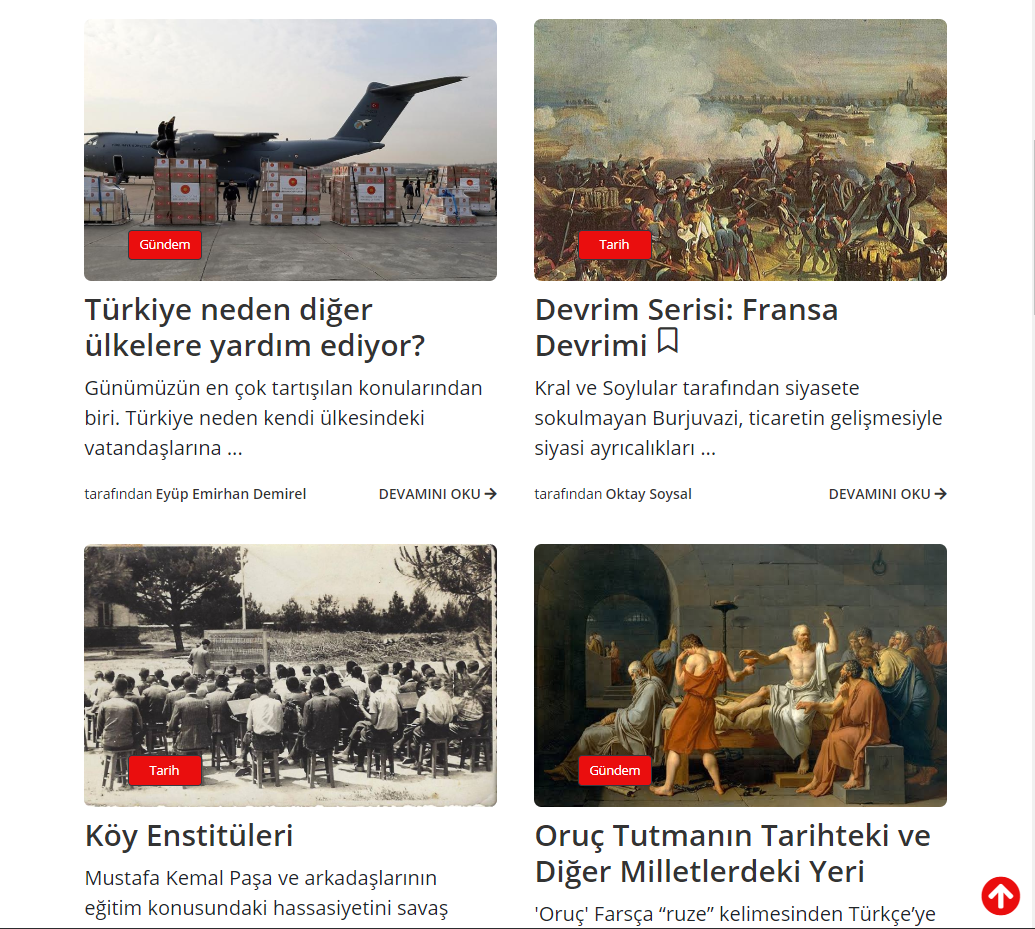 Gündem
Türkiye neden diğer
ülkelere yardım ediyor?
Günümüzün en çok tartışılan konularından
biri. Türkiye neden kendi ülkesindeki
vatandaşlarına ...
tarafından Eyüp Emirhan Demirel
DEVAMINI OKU
Tarih
Devrim Serisi: Fransa
Devrimi
Kral ve Soylular tarafından siyasete
sokulmayan Burjuvazi, ticaretin gelişmesiyle
siyasi ayrıcalıkları ...
tarafından Oktay Soysal
DEVAMINI OKU
Tarih
Köy Enstitüleri
Mustafa Kemal Paşa ve arkadaşlarının
eğitim konusundaki hassasiyetini savaş
Gündem
Oruç Tutmanın Tarihteki ve
Diğer Milletlerdeki Yeri
'Oruç' Farsça “ruze” kelimesinden Türkçe’ye